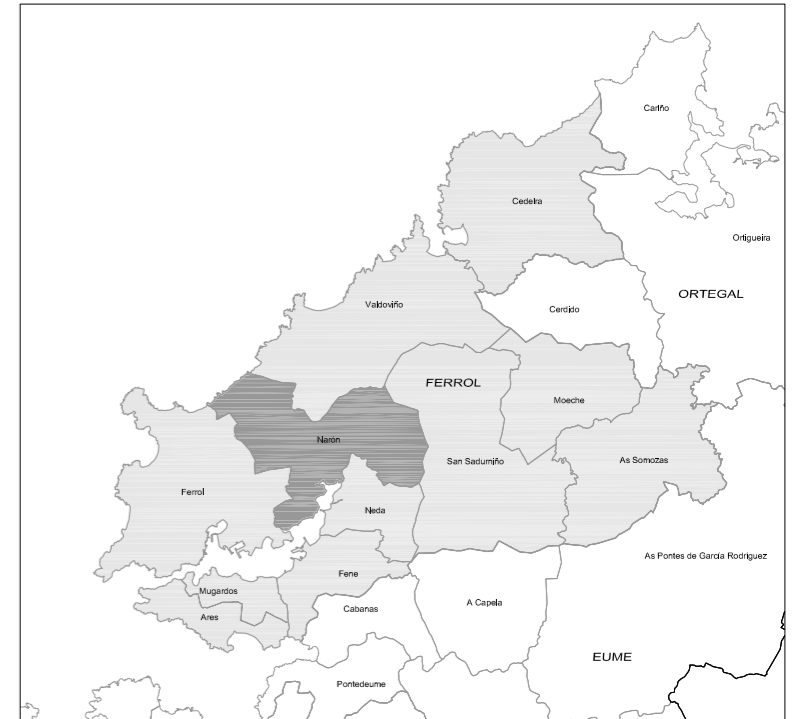 Cariño
Cedeira
Ortigueira
ORTEGAL
Valdoviño
Cerdido
FERROL
Moeche
Narón
San Sadurniño
As Somozas
Ferrol
Neda
As Pontes de García Rodríguez
Fene
Mugardos
Cabanas
A Capela
Ares
EUME
Pontedeume